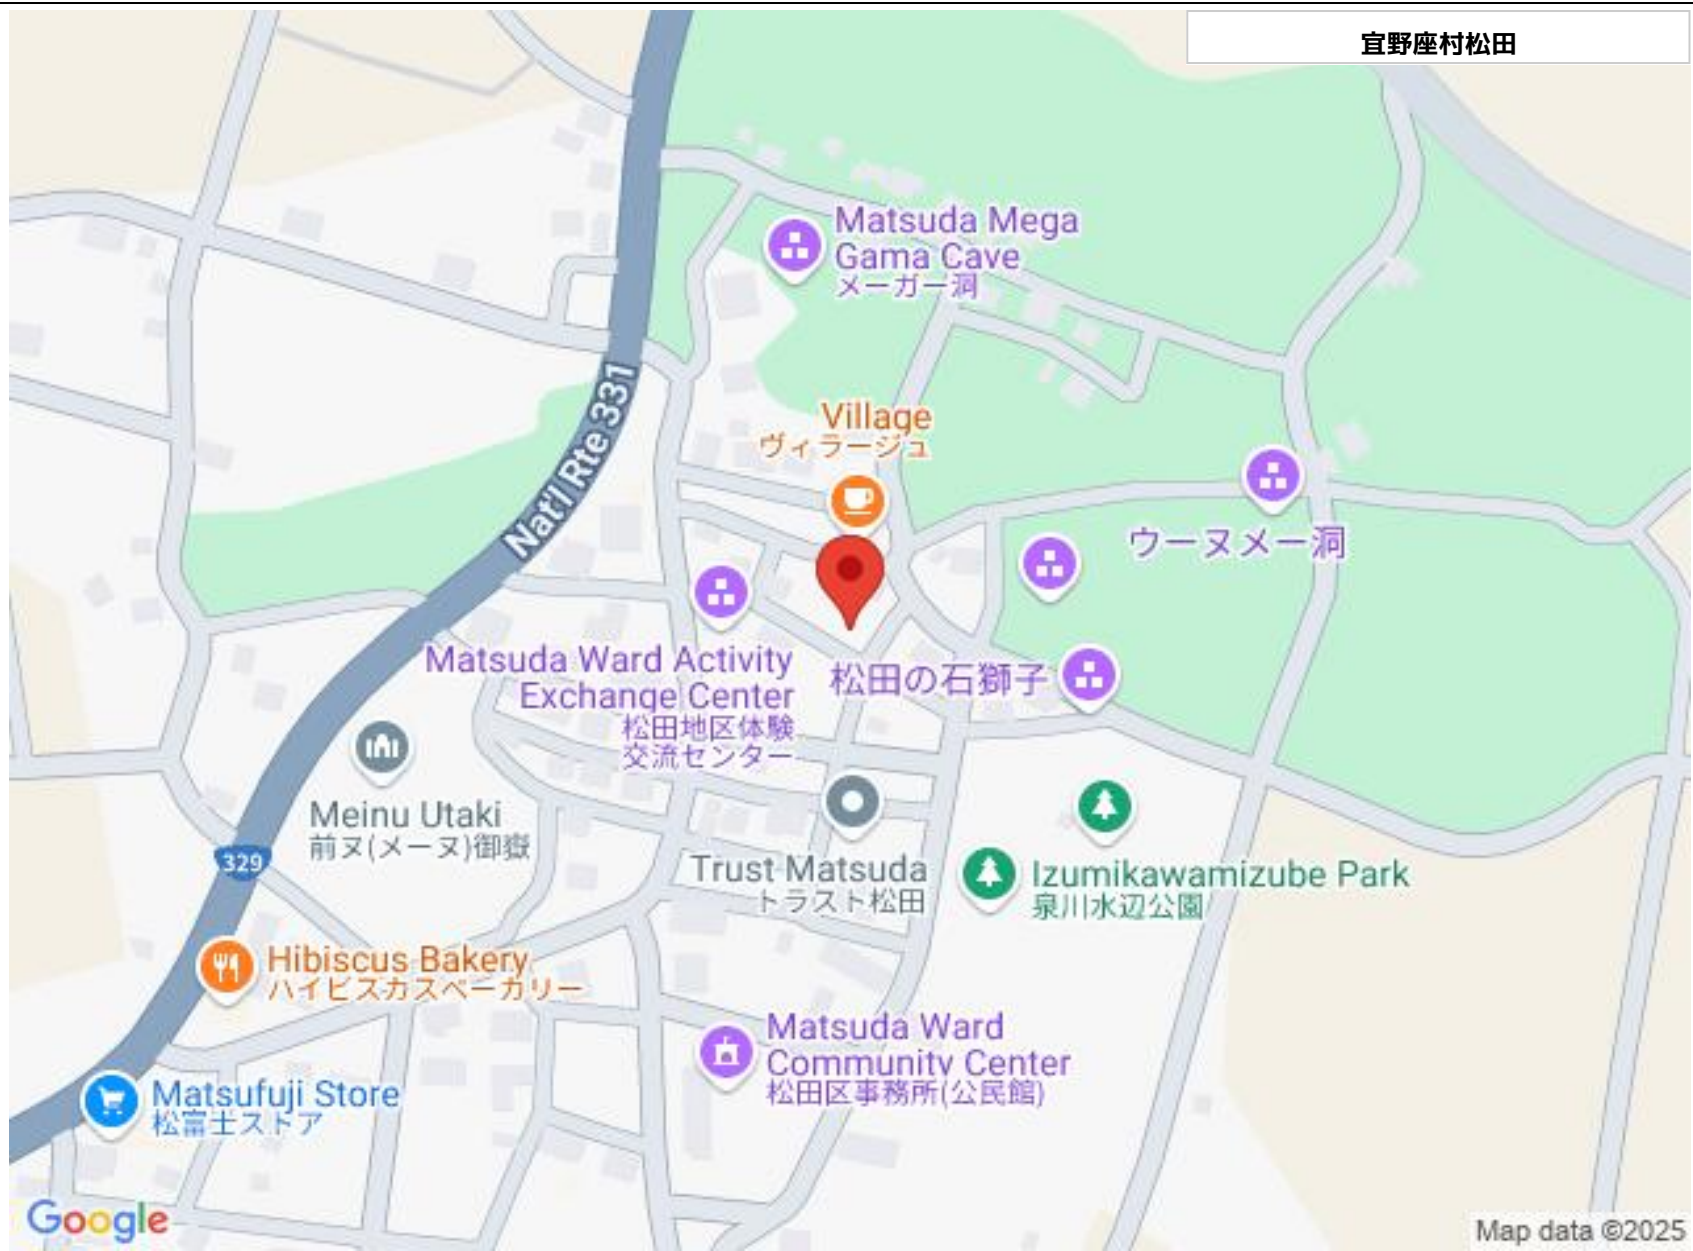 宜野座村松田
Matsuda Mega
Gama Cave
メーガー洞
Nat'l Rte 331
Village
ヴィラージュ
ウーヌメー洞
Matsuda Ward Activity
Exchange Center
松田地区体験
交流センター
松田の石獅子
Meinu Utaki
前ヌ(メーヌ)御嶽
329
Trust Matsuda
トラスト松田
Izumikawamizube Park
泉川水辺公園
Hibiscus Bakery
ハイビスカスベーカリー
Matsuda Ward
Community Center
松田区事務所(公民館)
Matsufuji Store
松富士ストア
Google
Map data ©2025